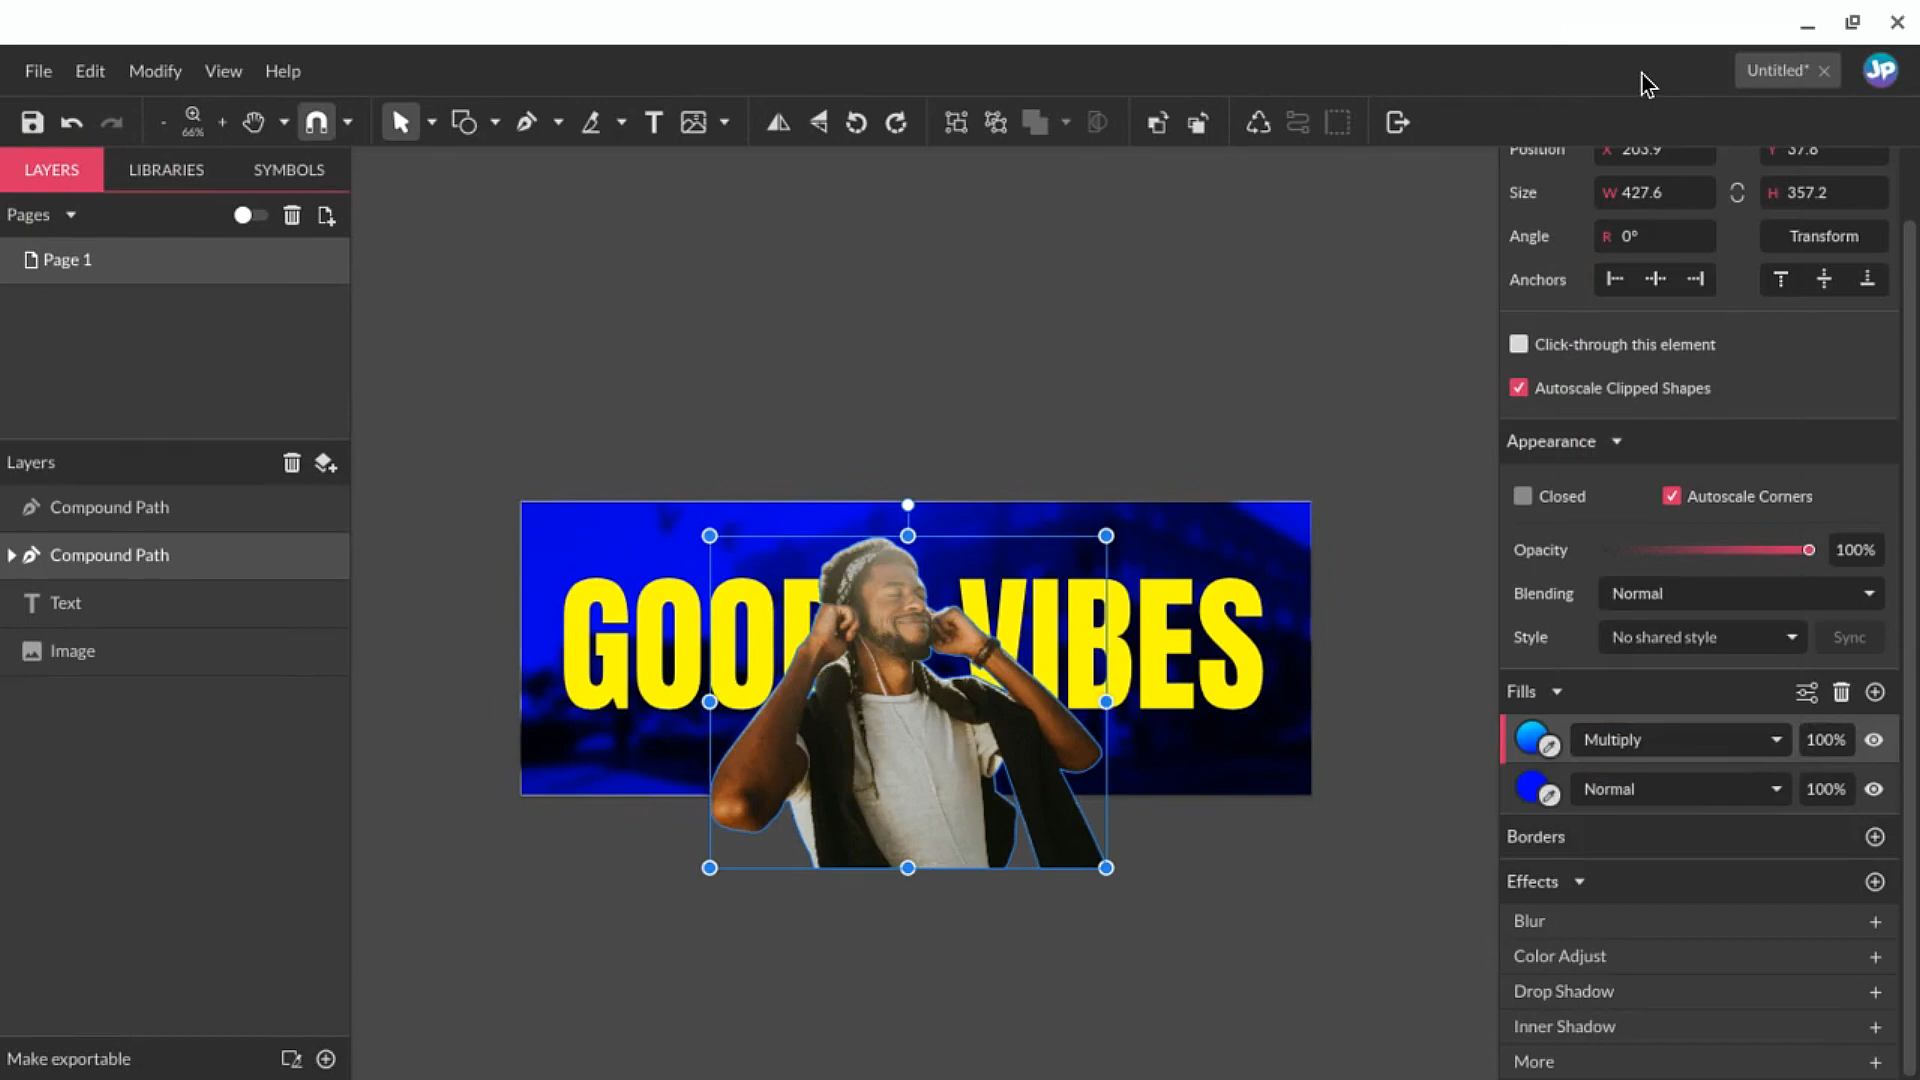 File Edit Modify View Help
Untitled*
JP
- 66% +
LAYERS LIBRARIES SYMBOLS
Pages
Page 1
Layers
Compound Path
Compound Path
Text
Image
Make exportable
GOOD VIBES
Position X 203.9 Y 37.8
Size W 427.6 H 357.2
Angle R 0° Transform
Anchors
Click-through this element
Autoscale Clipped Shapes
Appearance
Closed Autoscale Corners
Opacity 100%
Blending Normal
Style No shared style Sync
Fills
Multiply 100%
Normal 100%
Borders
Effects
Blur
Color Adjust
Drop Shadow
Inner Shadow
More